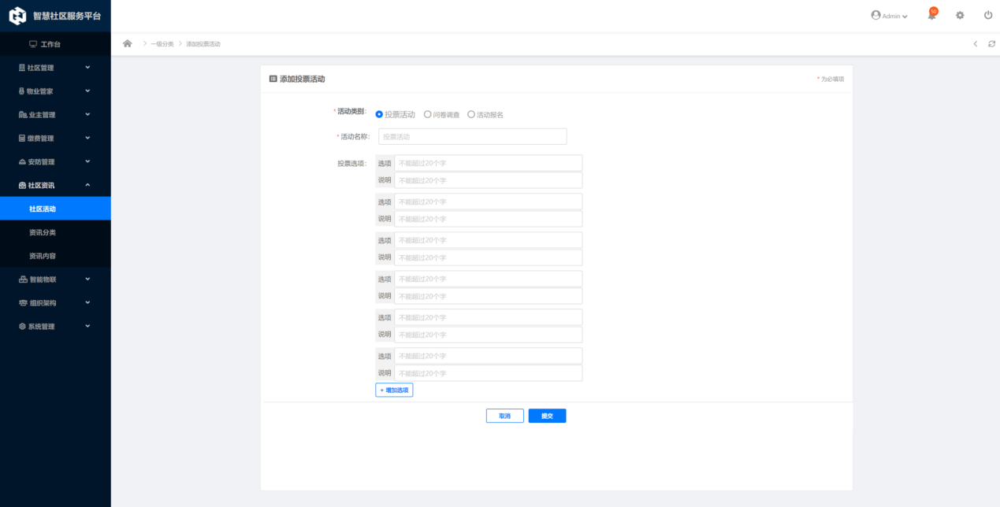 智慧社区服务平台
Admin
50
工作台
一级分类
添加投票活动
社区管理
物业管家
业主管理
缴费管理
安防管理
社区资讯
社区活动
资讯分类
资讯内容
智能物联
组织架构
系统管理
添加投票活动
* 为必填项
* 活动类别:
投票活动 问卷调查 活动报名
* 活动名称: 投票活动
投票选项: 选项 不能超过20个字
说明 不能超过20个字
选项 不能超过20个字
说明 不能超过20个字
选项 不能超过20个字
说明 不能超过20个字
选项 不能超过20个字
说明 不能超过20个字
选项 不能超过20个字
说明 不能超过20个字
选项 不能超过20个字
说明 不能超过20个字
+ 增加选项
取消 提交